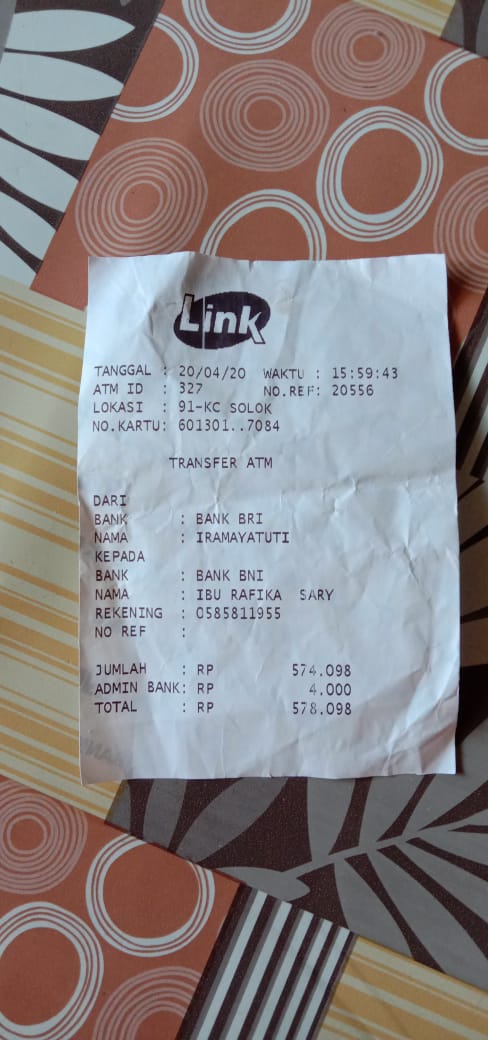 Link
TANGGAL : 20/04/20 WAKTU : 15:59:43
ATM ID : 327 NO.REF: 20556
LOKASI : 91-KC SOLOK
NO.KARTU: 601301..7084
TRANSFER ATM
DARI
BANK : BANK BRI
NAMA : IRAMAYATUTI
KEPADA
BANK : BANK BNI
NAMA : IBU RAFIKA SARY
REKENING : 0585811955
NO REF :
JUMLAH : RP 574.098
ADMIN BANK: RP 4.000
TOTAL : RP 578.098